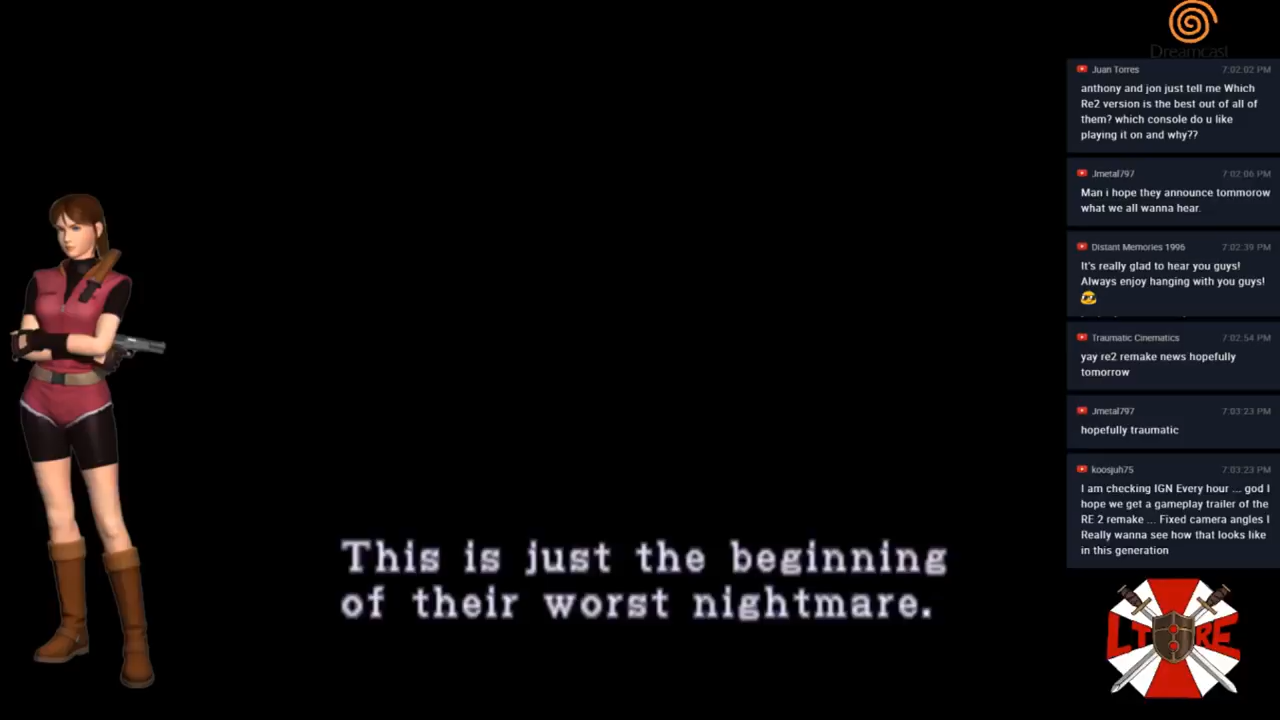 This is just the beginning
of their worst nightmare.
Dreamcast
Juan Torres 7:02:02 PM
anthony and jon just tell me Which
Re2 version is the best out of all of
them? which console do u like
playing it on and why??
Jmetal797 7:02:06 PM
Man i hope they announce tommorow
what we all wanna hear.
Distant Memories 1996 7:02:39 PM
It's really glad to hear you guys!
Always enjoy hanging with you guys!
Traumatic Cinematics 7:02:54 PM
yay re2 remake news hopefully
tomorrow
Jmetal797 7:03:23 PM
hopefully traumatic
koosjuh75 7:03:23 PM
I am checking IGN Every hour ... god I
hope we get a gameplay trailer of the
RE 2 remake ... Fixed camera angles I
Really wanna see how that looks like
in this generation
LT RE